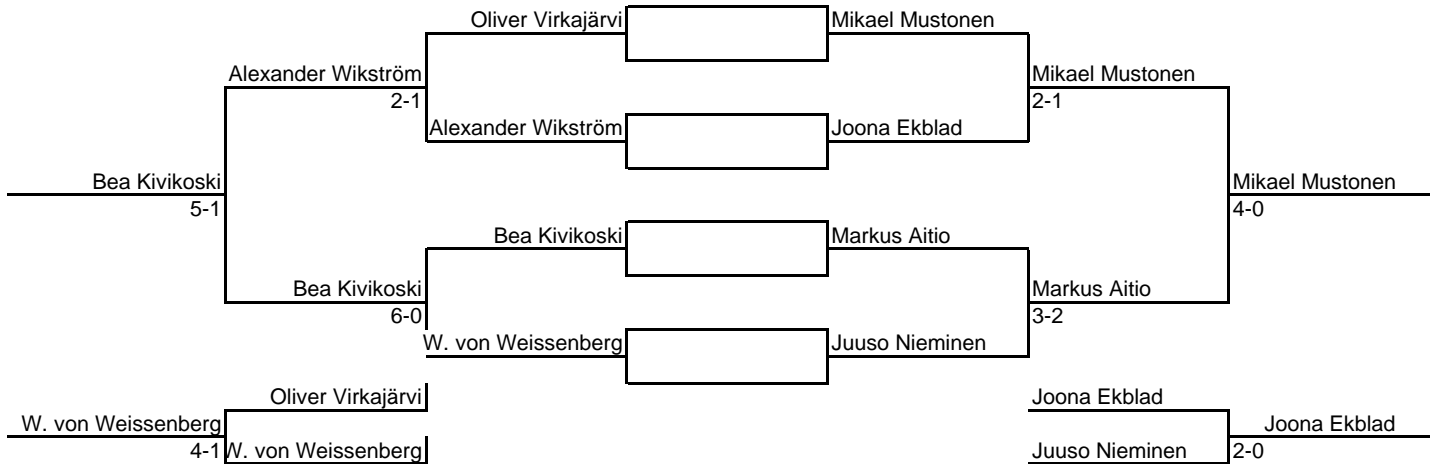 Oliver Virkajärvi Mikael Mustonen
Alexander Wikström Mikael Mustonen
2-1 2-1
Alexander Wikström Joona Ekblad
Bea Kivikoski Mikael Mustonen
5-1 4-0
Bea Kivikoski Markus Aitio
Bea Kivikoski Markus Aitio
6-0 3-2
W. von Weissenberg Juuso Nieminen
Oliver Virkajärvi Joona Ekblad
W. von Weissenberg Joona Ekblad
4-1 W. von Weissenberg Juuso Nieminen 2-0